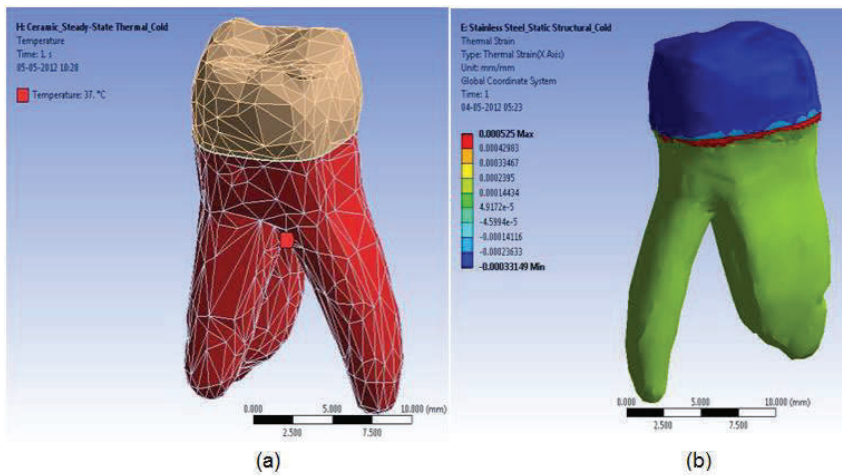 H: Ceramic_Steady-State Thermal_Cold
Temperature
Time: 1. s
05-05-2012 10:28
Temperature: 37. °C
0.000
5.000
10.000 (mm)
2.500
7.500
(a)
E: Stainless Steel_Static Structural_Cold
Thermal Strain
Type: Thermal Strain(X Axis)
Unit: mm/mm
Global Coordinate System
Time: 1
04-05-2012 05:23
0.000525 Max
0.00042983
0.00033467
0.0002395
0.00014434
4.9172e-5
-4.5994e-5
-0.00014116
-0.00023633
-0.00033149 Min
0.000
5.000
10.000 (mm)
2.500
7.500
(b)